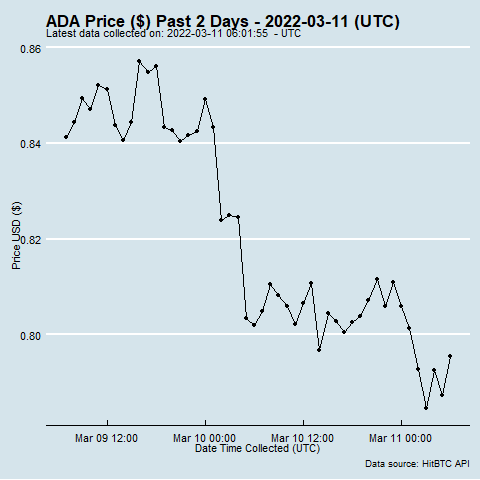 ADA Price ($) Past 2 Days - 2022-03-11 (UTC)
Latest data collected on: 2022-03-11 06:01:55 - UTC
0.86
0.84
0.82
0.80
Price USD ($)
Mar 09 12:00 Mar 10 00:00 Mar 10 12:00 Mar 11 00:00
Date Time Collected (UTC)
Data source: HitBTC API